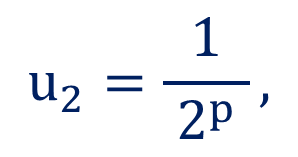 u₂ = 1/2ᵖ,